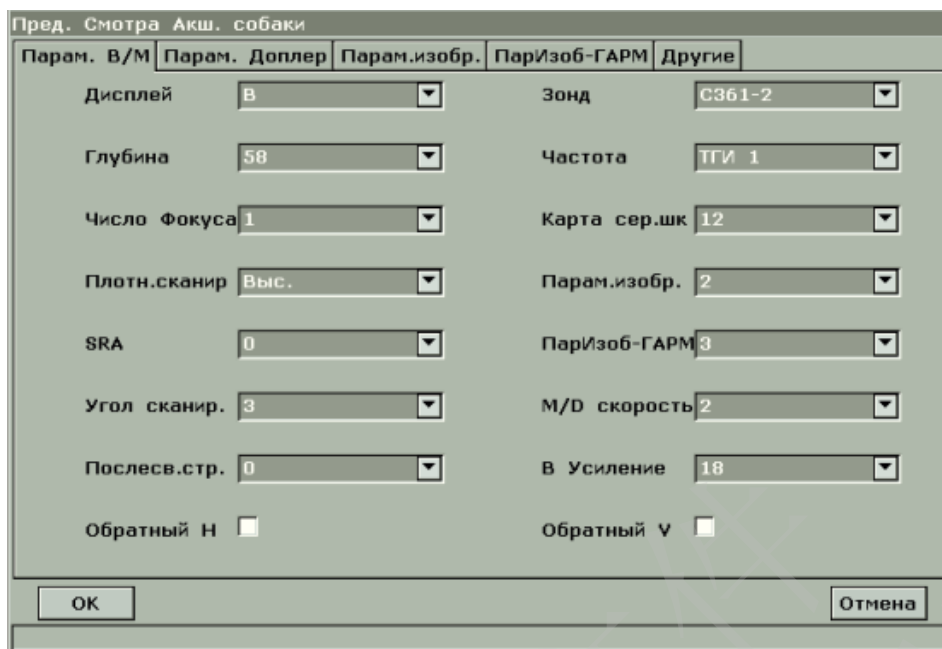 Пред. Смотра Акш. собаки
Парам. В/М Парам. Доплер Парам.изобр. ПарИзоб-ГАРМ Другие
Дисплей B Зонд C361-2
Глубина 58 Частота ТГИ 1
Число Фокуса 1 Карта сер.шк 12
Плотн.сканир Выс. Парам.изобр. 2
SRA 0 ПарИзоб-ГАРМ 3
Угол сканир. 3 M/D скорость 2
Послесв.стр. 0 В Усиление 18
Обратный H Обратный V
OK Отмена